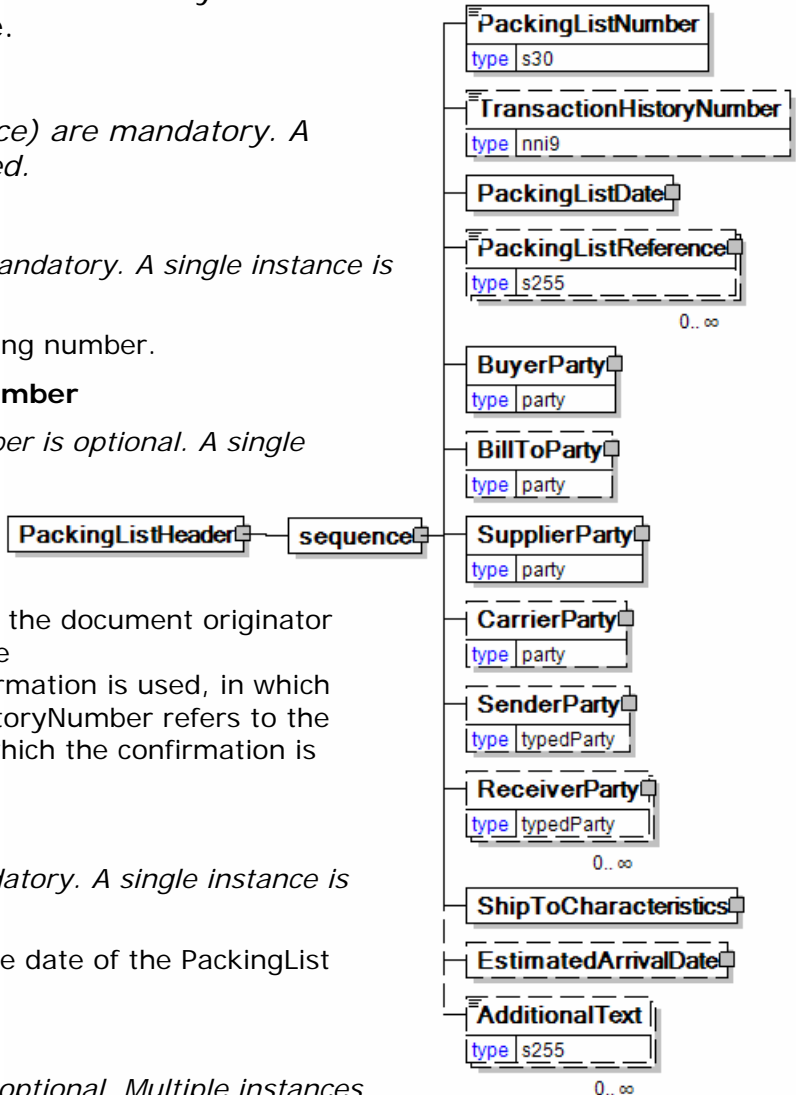 e.
ce) are mandatory. A
ed.
andatory. A single instance is
ng number.
umber
er is optional. A single
the document originator
e
rmation is used, in which
toryNumber refers to the
which the confirmation is
datory. A single instance is
e date of the PackingList
optional. Multiple instances
PackingListHeader
sequence
PackingListNumber
type s30
TransactionHistoryNumber
type nni9
PackingListDate
PackingListReference
type s255
0.. ∞
BuyerParty
type party
BillToParty
type party
SupplierParty
type party
CarrierParty
type party
SenderParty
type typedParty
ReceiverParty
type typedParty
0.. ∞
ShipToCharacteristics
EstimatedArrivalDate
AdditionalText
type s255
0.. ∞